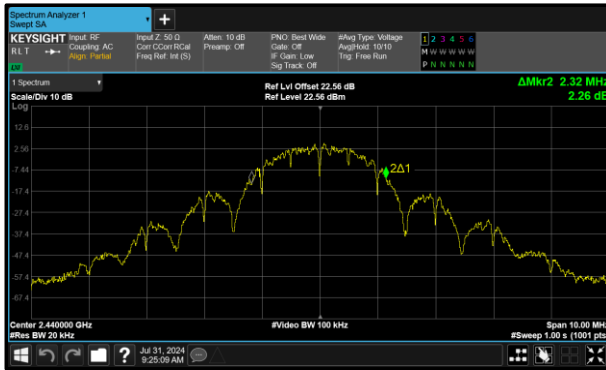 Spectrum Analyzer 1
Swept SA
+
KEYSIGHT Input: RF Input Z: 50 Ω Atten: 10 dB PNO: Best Wide #Avg Type: Voltage 1 2 3 4 5 6
RLT Coupling: AC Corr CCorr RCal Preamp: Off Gate: Off Avg|Hold: 10/10 M W W W W W
Align: Partial Freq Ref: Int (S) IF Gain: Low Trig: Free Run P N N N N N
Sig Track: Off
1 Spectrum
Ref Lvl Offset 22.56 dB ΔMkr2 2.32 MHz
Scale/Div 10 dB Ref Level 22.56 dBm 2.26 dB
Log
12.6
2.56
-7.44
-17.4
-27.4
-37.4
-47.4
-57.4
-67.4
2Δ1
Center 2.440000 GHz #Video BW 100 kHz Span 10.00 MHz
#Res BW 20 kHz #Sweep 1.00 s (1001 pts)
? Jul 31, 2024
9:25:09 AM